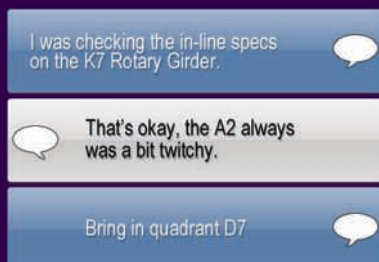 I was checking the in-line specs
on the K7 Rotary Girder.
That's okay, the A2 always
was a bit twitchy.
Bring in quadrant D7